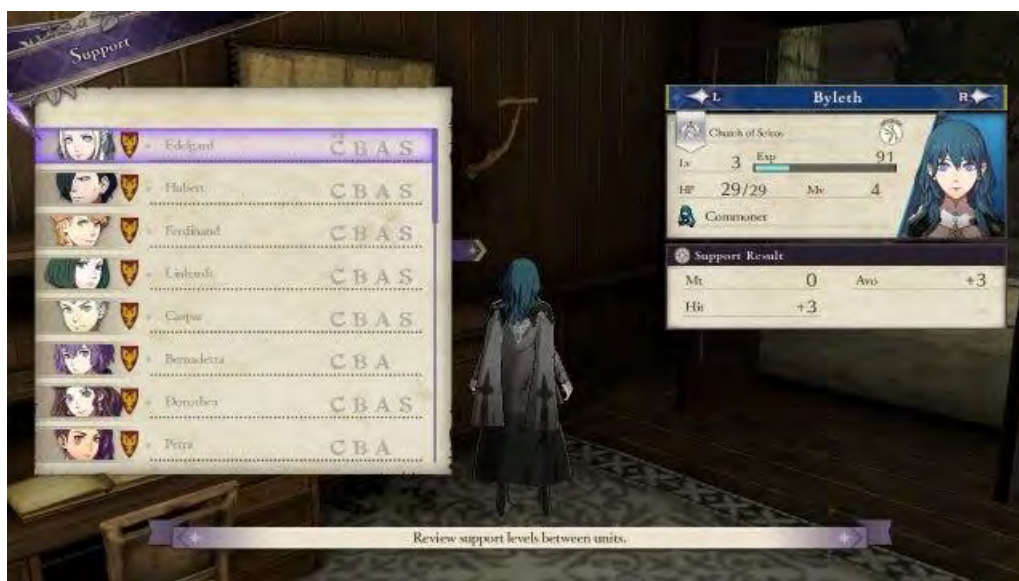 Support
Edelgard C B A S
Hubert C B A S
Ferdinand C B A S
Linhardt C B A S
Caspar C B A S
Bernadetta C B A
Dorothea C B A S
Petra C B A
L Byleth R
Church of Seiros
Lv 3 Exp 91
HP 29/29 Mv 4
Commoner
Support Result
Mt 0 Avo +3
Hit +3
Review support levels between units.